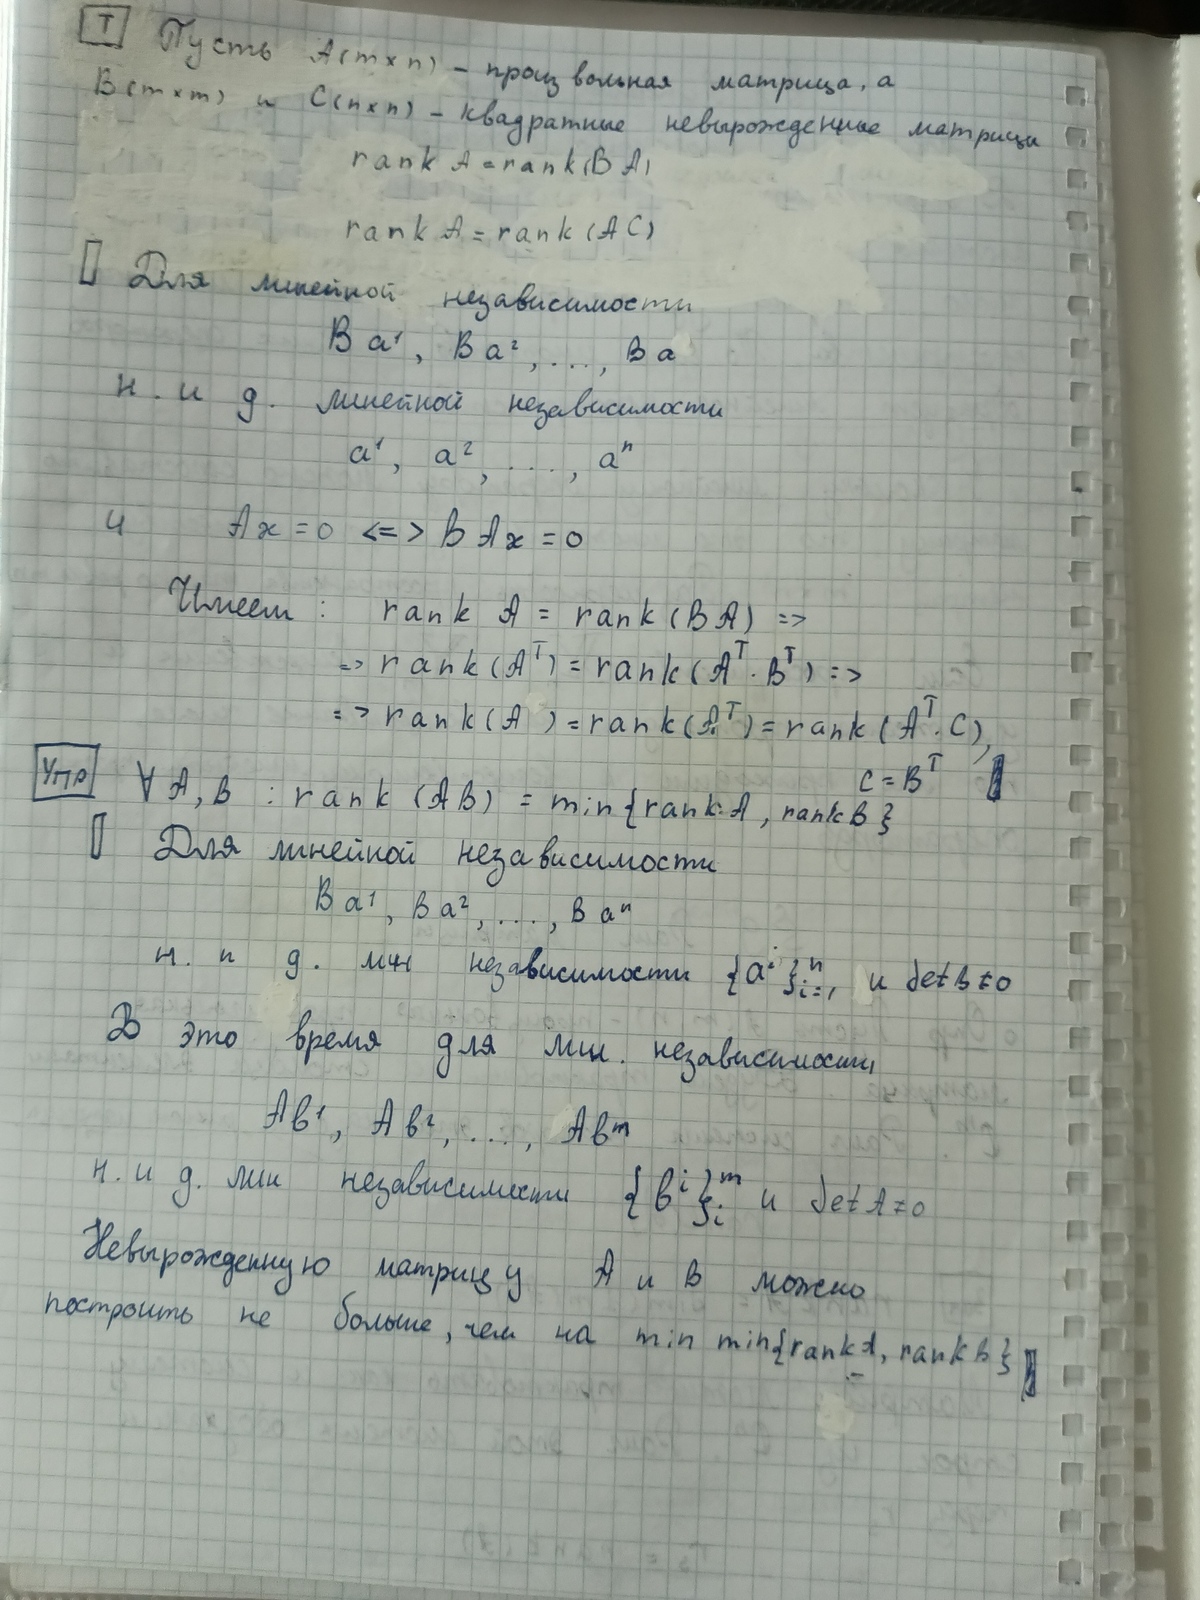 Т Пусть A(m×n) – произвольная матрица, а
B(m×m) и C(n×n) – квадратные невырожденные матрицы
rank A = rank(BA)
rank A = rank(AC)
Для линейной независимости
Ba¹, Ba², ..., Ba
н. и д. линейной независимости
a¹, a², ..., aⁿ
и Ax = 0 <=> BAx = 0
Имеем: rank A = rank(BA) =>
=> rank(Aᵀ) = rank(Aᵀ · Bᵀ) =>
=> rank(A) = rank(Aᵀ) = rank(Aᵀ · C),
C = Bᵀ
Упр ∀ A, B : rank (AB) = min{rank A, rank B}
Для линейной независимости
Ba¹, Ba², ..., Baⁿ
н. и д. лин независимости {aⁱ}ⁿᵢ₌₁ и det B ≠ 0
В это время для лин. независимости
Aв¹, Aв², ..., Aвᵐ
н. и д. лин независимости {вⁱ}ᵐᵢ и det A ≠ 0
Невырожденную матрицу A и B можно
построить не больше, чем на min min{rank A, rank B}